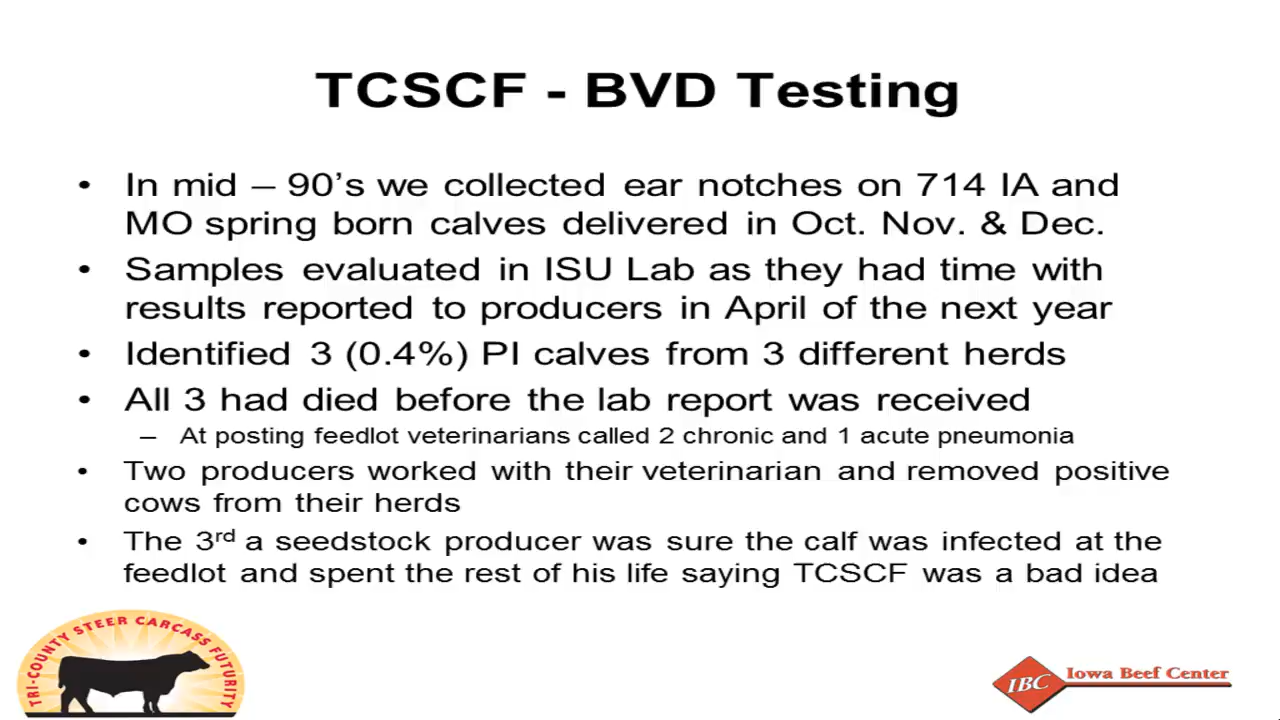 TCSCF - BVD Testing
• In mid – 90's we collected ear notches on 714 IA and
MO spring born calves delivered in Oct. Nov. & Dec.
• Samples evaluated in ISU Lab as they had time with
results reported to producers in April of the next year
• Identified 3 (0.4%) PI calves from 3 different herds
• All 3 had died before the lab report was received
– At posting feedlot veterinarians called 2 chronic and 1 acute pneumonia
• Two producers worked with their veterinarian and removed positive
cows from their herds
• The 3rd a seedstock producer was sure the calf was infected at the
feedlot and spent the rest of his life saying TCSCF was a bad idea
TRI-COUNTY STEER CARCASS FUTURITY
IBC Iowa Beef Center